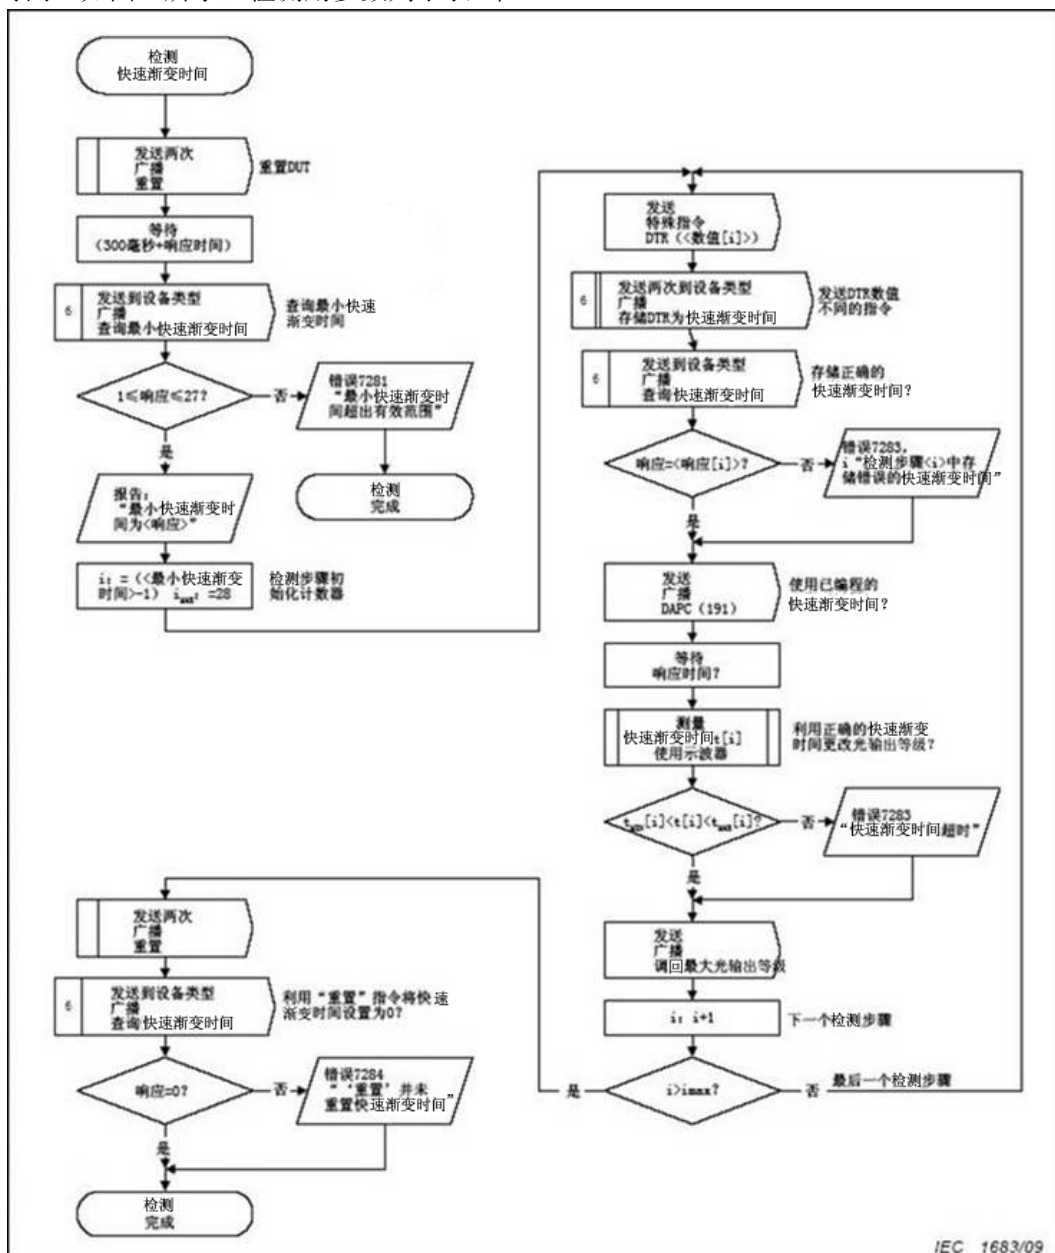 检测
快速渐变时间
发送两次
广播
重置
重置DUT
等待
(300毫秒+响应时间)
6
发送到设备类型
广播
查询最小快速渐变时间
查询最小快速
渐变时间
1≤响应≤27?
否
错误7281
“最小快速渐变时
间超出有效范围”
检测
完成
是
报告:
“最小快速渐变时
间为<响应>”
i:=(<最小快速渐变
时间>-1) imax:=28
检测步骤初
始化计数器
发送
特殊指令
DTR(<数值[i]>)
6
发送两次到设备类型
广播
存储DTR为快速渐变时间
发送DTR数值
不同的指令
6
发送到设备类型
广播
查询快速渐变时间
存储正确的
快速渐变时间?
响应=<响应[i]>?
否
错误7283,
i“检测步骤<i>中存
储错误的快速渐变时间”
是
发送
广播
DAPC(191)
使用已编程的
快速渐变时间?
等待
响应时间?
测量
快速渐变时间t[i]
使用示波器
利用正确的快速渐变
时间更改光输出等级?
tmin[i]<t[i]<tmax[i]?
否
错误7283
“快速渐变时间超时”
是
发送
广播
调回最大光输出等级
i:i+1
下一个检测步骤
i>imax?
否
最后一个检测步骤
是
发送两次
广播
重置
6
发送到设备类型
广播
查询快速渐变时间
利用“重置”指令将快速
渐变时间设置为0?
响应=0?
否
错误7284
“‘重置’并未
重置快速渐变时间”
是
检测
完成
IEC 1683/09